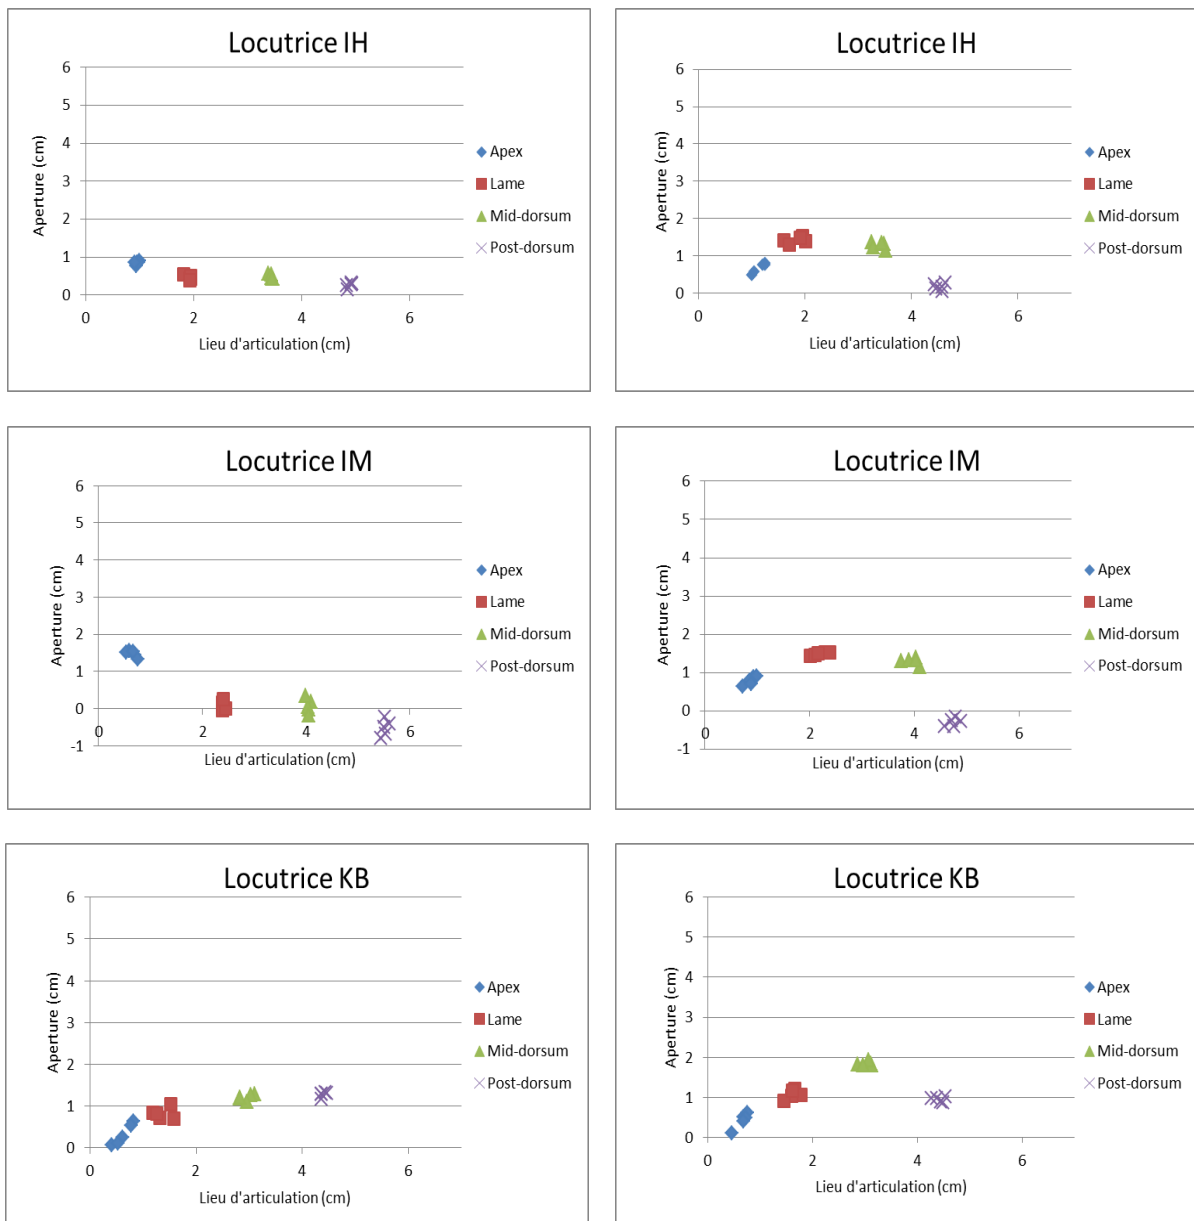 Locutrice IH
6
5
4
3
2
1
0
0 2 4 6
Aperture (cm)
Lieu d'articulation (cm)
Apex
Lame
Mid-dorsum
Post-dorsum
Locutrice IH
6
5
4
3
2
1
0
0 2 4 6
Aperture (cm)
Lieu d'articulation (cm)
Apex
Lame
Mid-dorsum
Post-dorsum
Locutrice IM
6
5
4
3
2
1
0
-1
0 2 4 6
Aperture (cm)
Lieu d'articulation (cm)
Apex
Lame
Mid-dorsum
Post-dorsum
Locutrice IM
6
5
4
3
2
1
0
-1
0 2 4 6
Aperture (cm)
Lieu d'articulation (cm)
Apex
Lame
Mid-dorsum
Post-dorsum
Locutrice KB
6
5
4
3
2
1
0
0 2 4 6
Aperture (cm)
Lieu d'articulation (cm)
Apex
Lame
Mid-dorsum
Post-dorsum
Locutrice KB
6
5
4
3
2
1
0
0 2 4 6
Aperture (cm)
Lieu d'articulation (cm)
Apex
Lame
Mid-dorsum
Post-dorsum